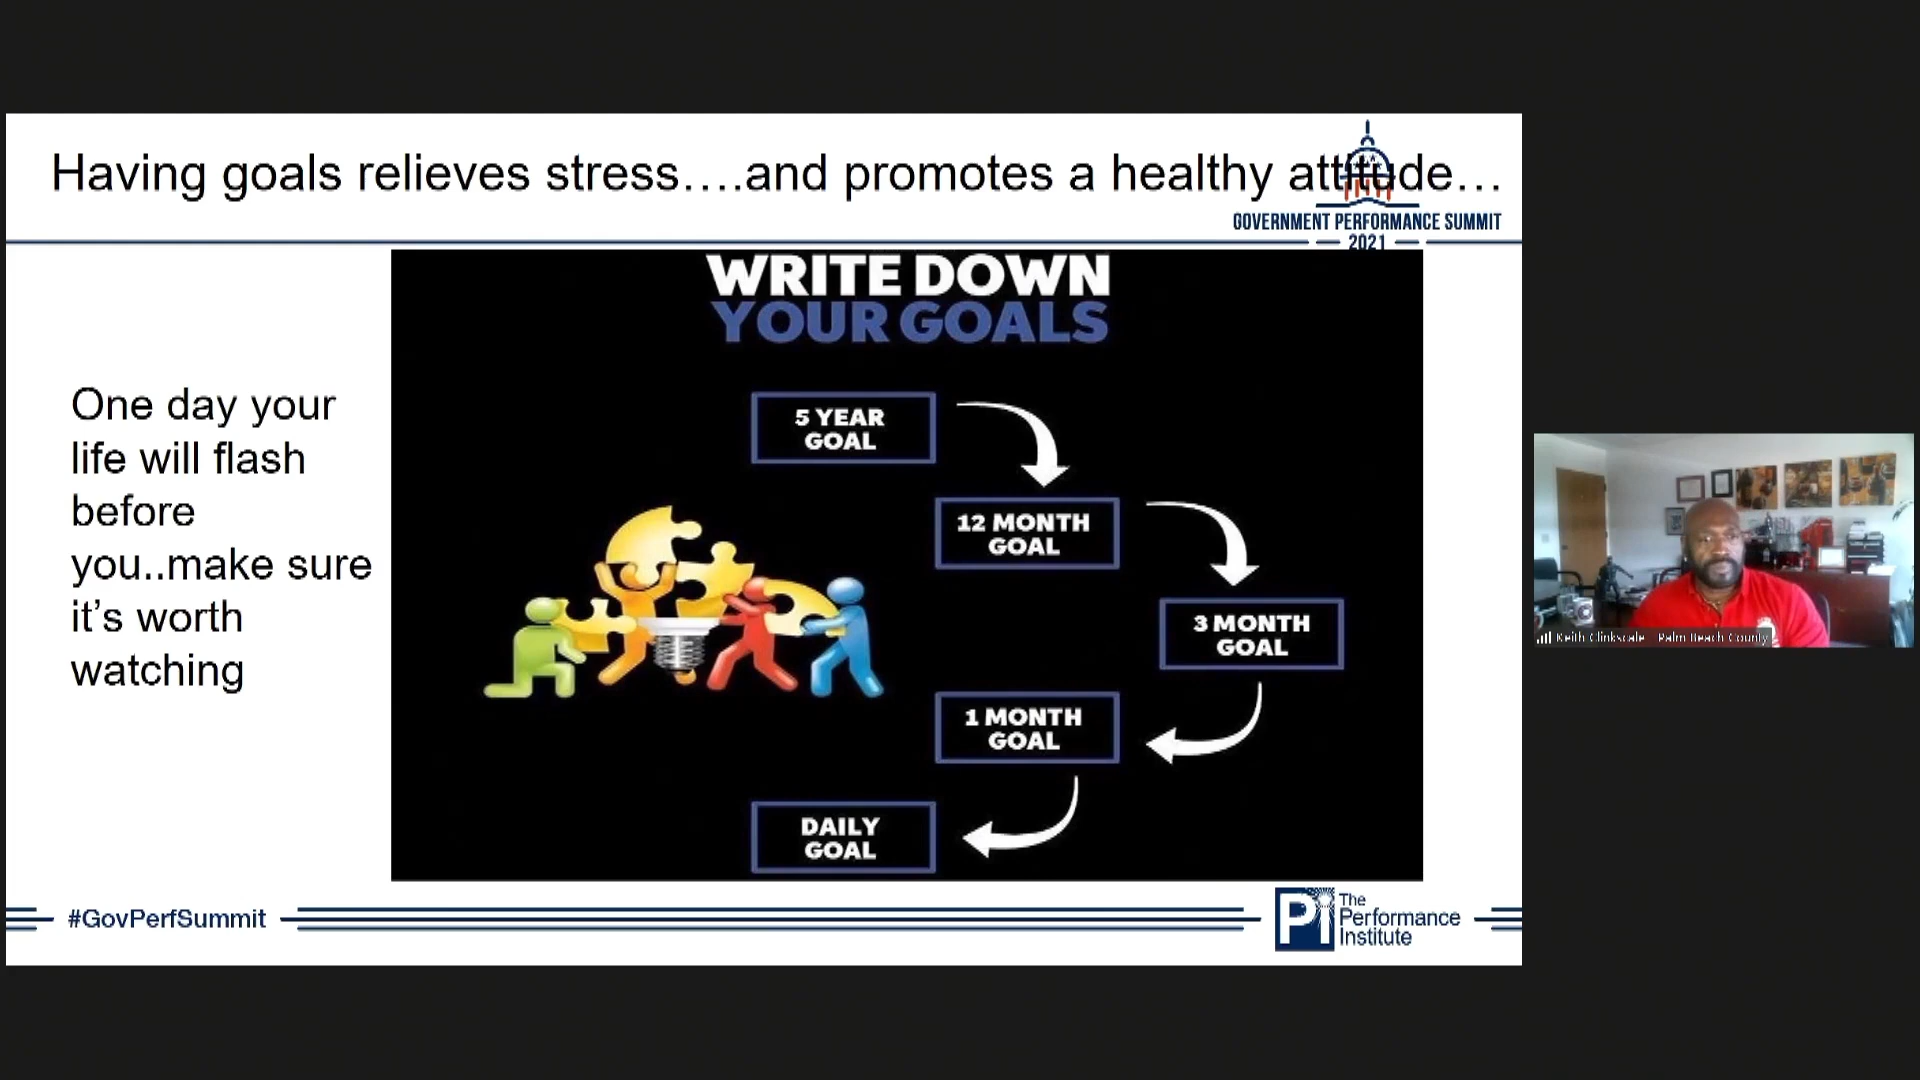 Having goals relieves stress….and promotes a healthy attitude…
GOVERNMENT PERFORMANCE SUMMIT
2021
One day your
life will flash
before
you..make sure
it’s worth
watching
WRITE DOWN
YOUR GOALS
5 YEAR
GOAL
12 MONTH
GOAL
3 MONTH
GOAL
1 MONTH
GOAL
DAILY
GOAL
Keith Clinkscale - Palm Beach County
#GovPerfSummit
PI
The
Performance
Institute